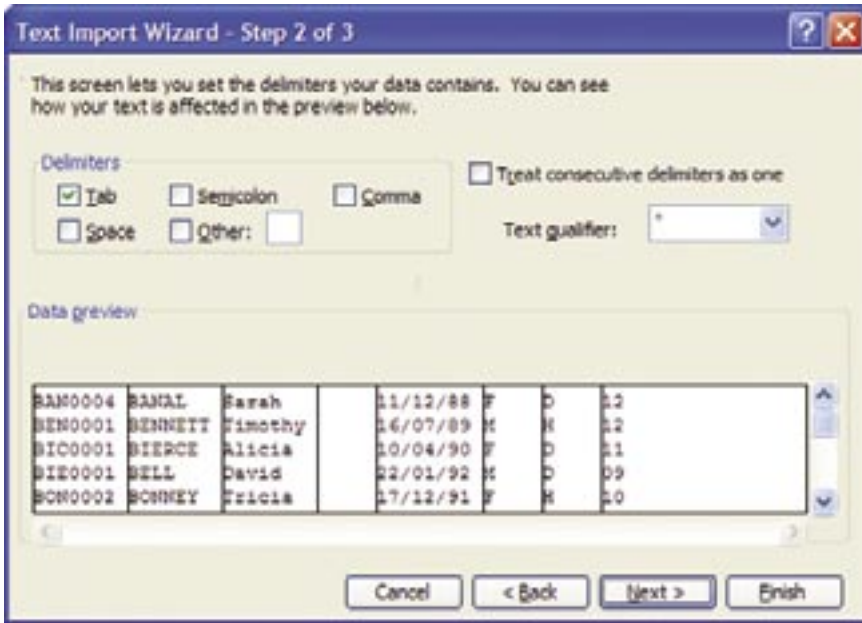 Text Import Wizard - Step 2 of 3
This screen lets you set the delimiters your data contains. You can see
how your text is affected in the preview below.
Delimiters
Tab Semicolon Comma
Space Other:
Treat consecutive delimiters as one
Text qualifier: "
Data preview
BAN0004 BANAL Sarah 11/12/88 F D 12
BEN0001 BENNETT Timothy 16/07/89 M H 12
BIC0001 BIERCE Alicia 10/04/90 F D 11
BIE0001 BELL David 22/01/92 M D 09
BON0002 BONNEY Tricia 17/12/91 F H 10
Cancel < Back Next > Finish